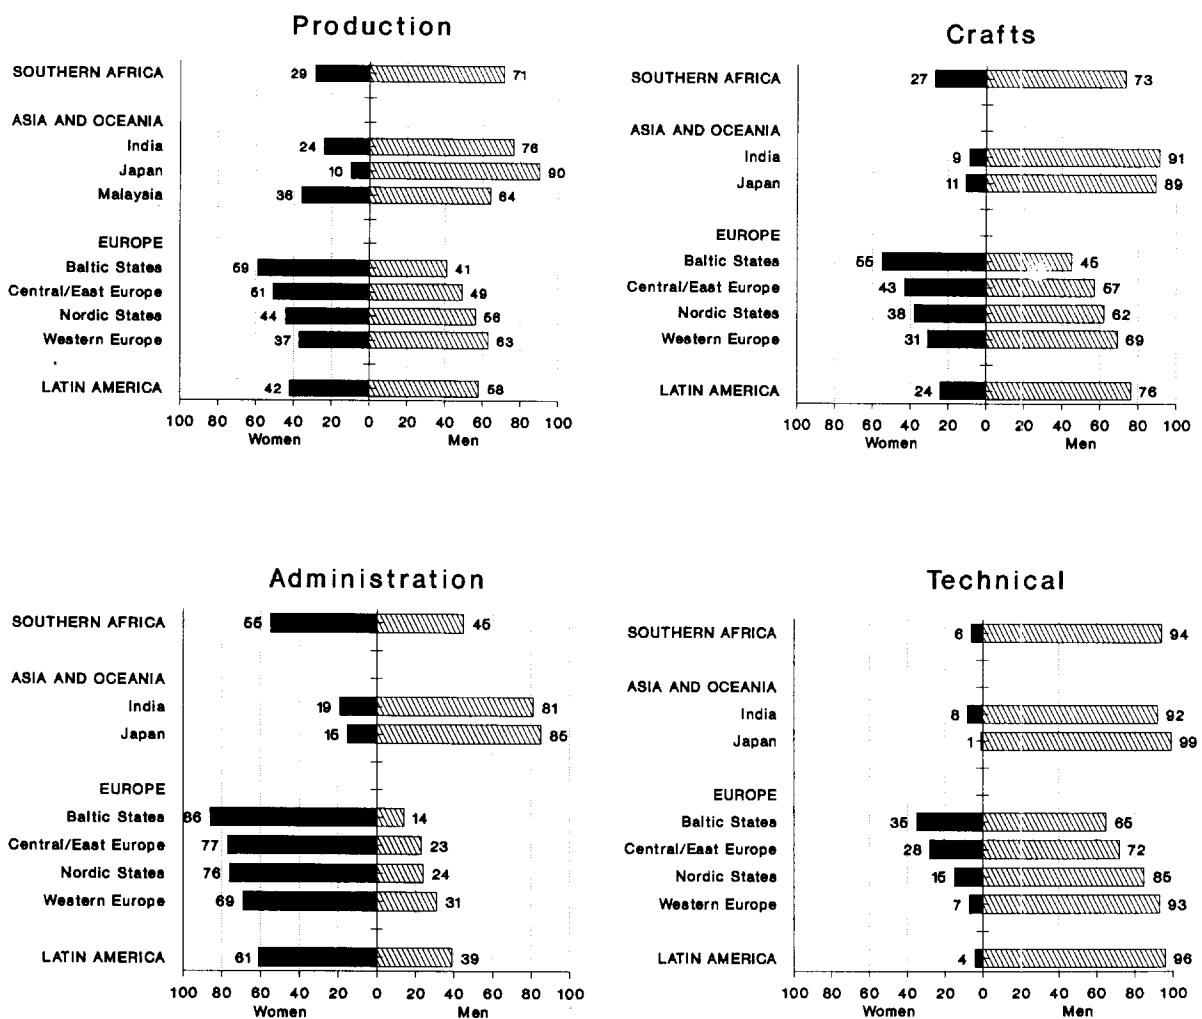 Production
SOUTHERN AFRICA 29 71
ASIA AND OCEANIA
India 24 76
Japan 10 90
Malaysia 36 64
EUROPE
Baltic States 59 41
Central/East Europe 51 49
Nordic States 44 56
Western Europe 37 63
LATIN AMERICA 42 58
100 80 60 40 20 0 20 40 60 80 100
Women Men
Crafts
SOUTHERN AFRICA 27 73
ASIA AND OCEANIA
India 9 91
Japan 11 89
EUROPE
Baltic States 55 45
Central/East Europe 43 57
Nordic States 38 62
Western Europe 31 69
LATIN AMERICA 24 76
100 80 60 40 20 0 20 40 60 80 100
Women Men
Administration
SOUTHERN AFRICA 55 45
ASIA AND OCEANIA
India 19 81
Japan 15 85
EUROPE
Baltic States 86 14
Central/East Europe 77 23
Nordic States 76 24
Western Europe 69 31
LATIN AMERICA 61 39
100 80 60 40 20 0 20 40 60 80 100
Women Men
Technical
SOUTHERN AFRICA 6 94
ASIA AND OCEANIA
India 8 92
Japan 1 99
EUROPE
Baltic States 35 65
Central/East Europe 28 72
Nordic States 15 85
Western Europe 7 93
LATIN AMERICA 4 96
100 80 60 40 20 0 20 40 60 80 100
Women Men